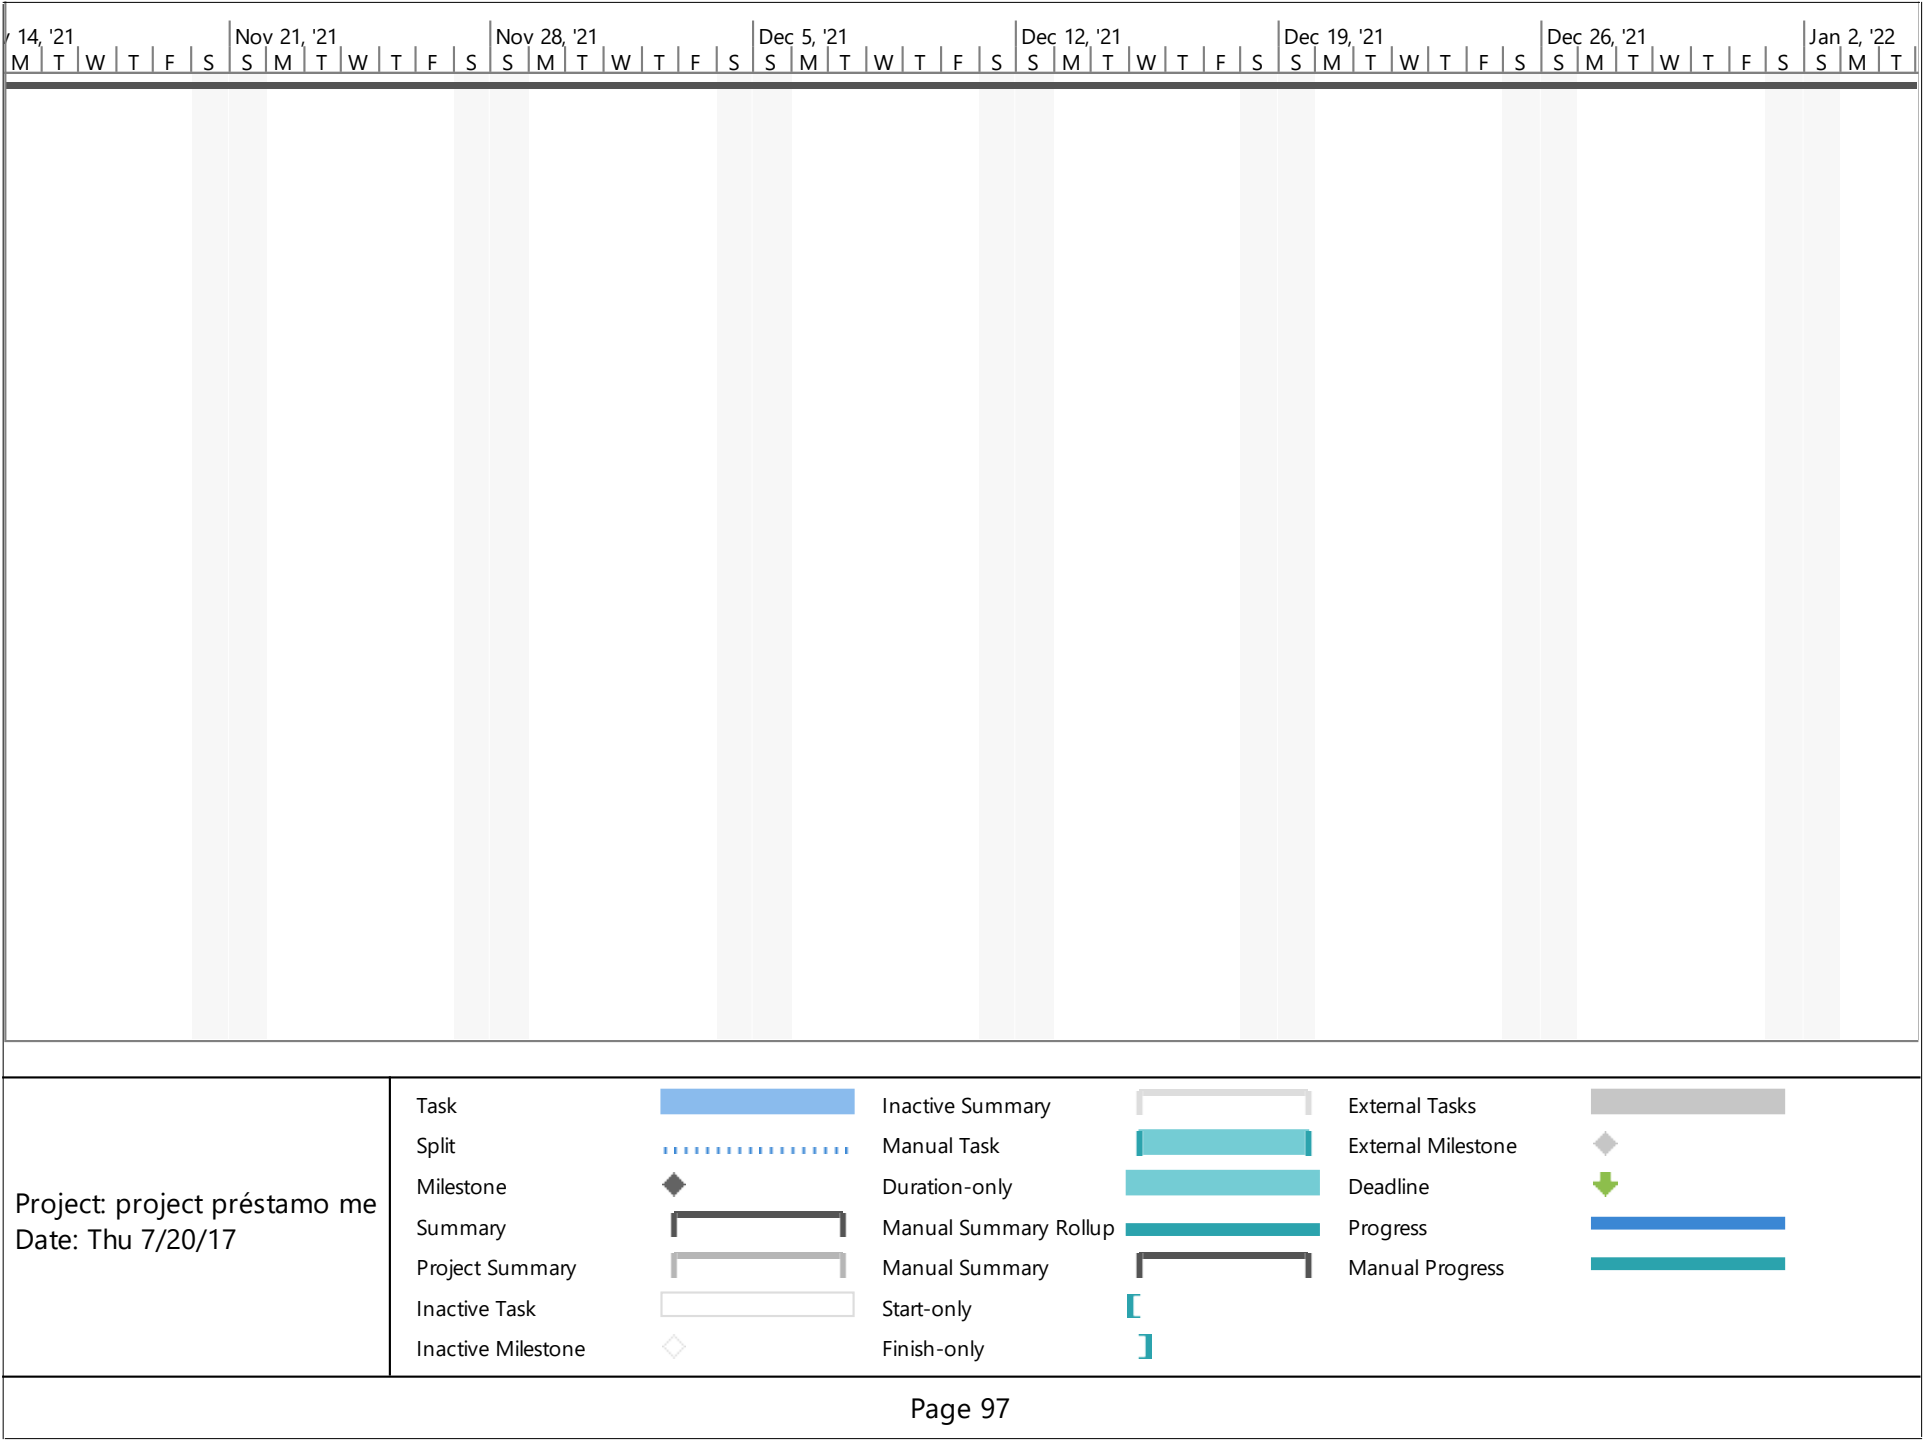 14, '21 Nov 21, '21 Nov 28, '21 Dec 5, '21 Dec 12, '21 Dec 19, '21 Dec 26, '21 Jan 2, '22
M T W T F S S M T W T F S S M T W T F S S M T W T F S S M T W T F S S M T W T F S S M T W T F S S M T
Task Inactive Summary External Tasks
Split Manual Task External Milestone
Milestone Duration-only Deadline
Summary Manual Summary Rollup Progress
Project Summary Manual Summary Manual Progress
Inactive Task Start-only
Inactive Milestone Finish-only
Project: project préstamo me
Date: Thu 7/20/17
Page 97